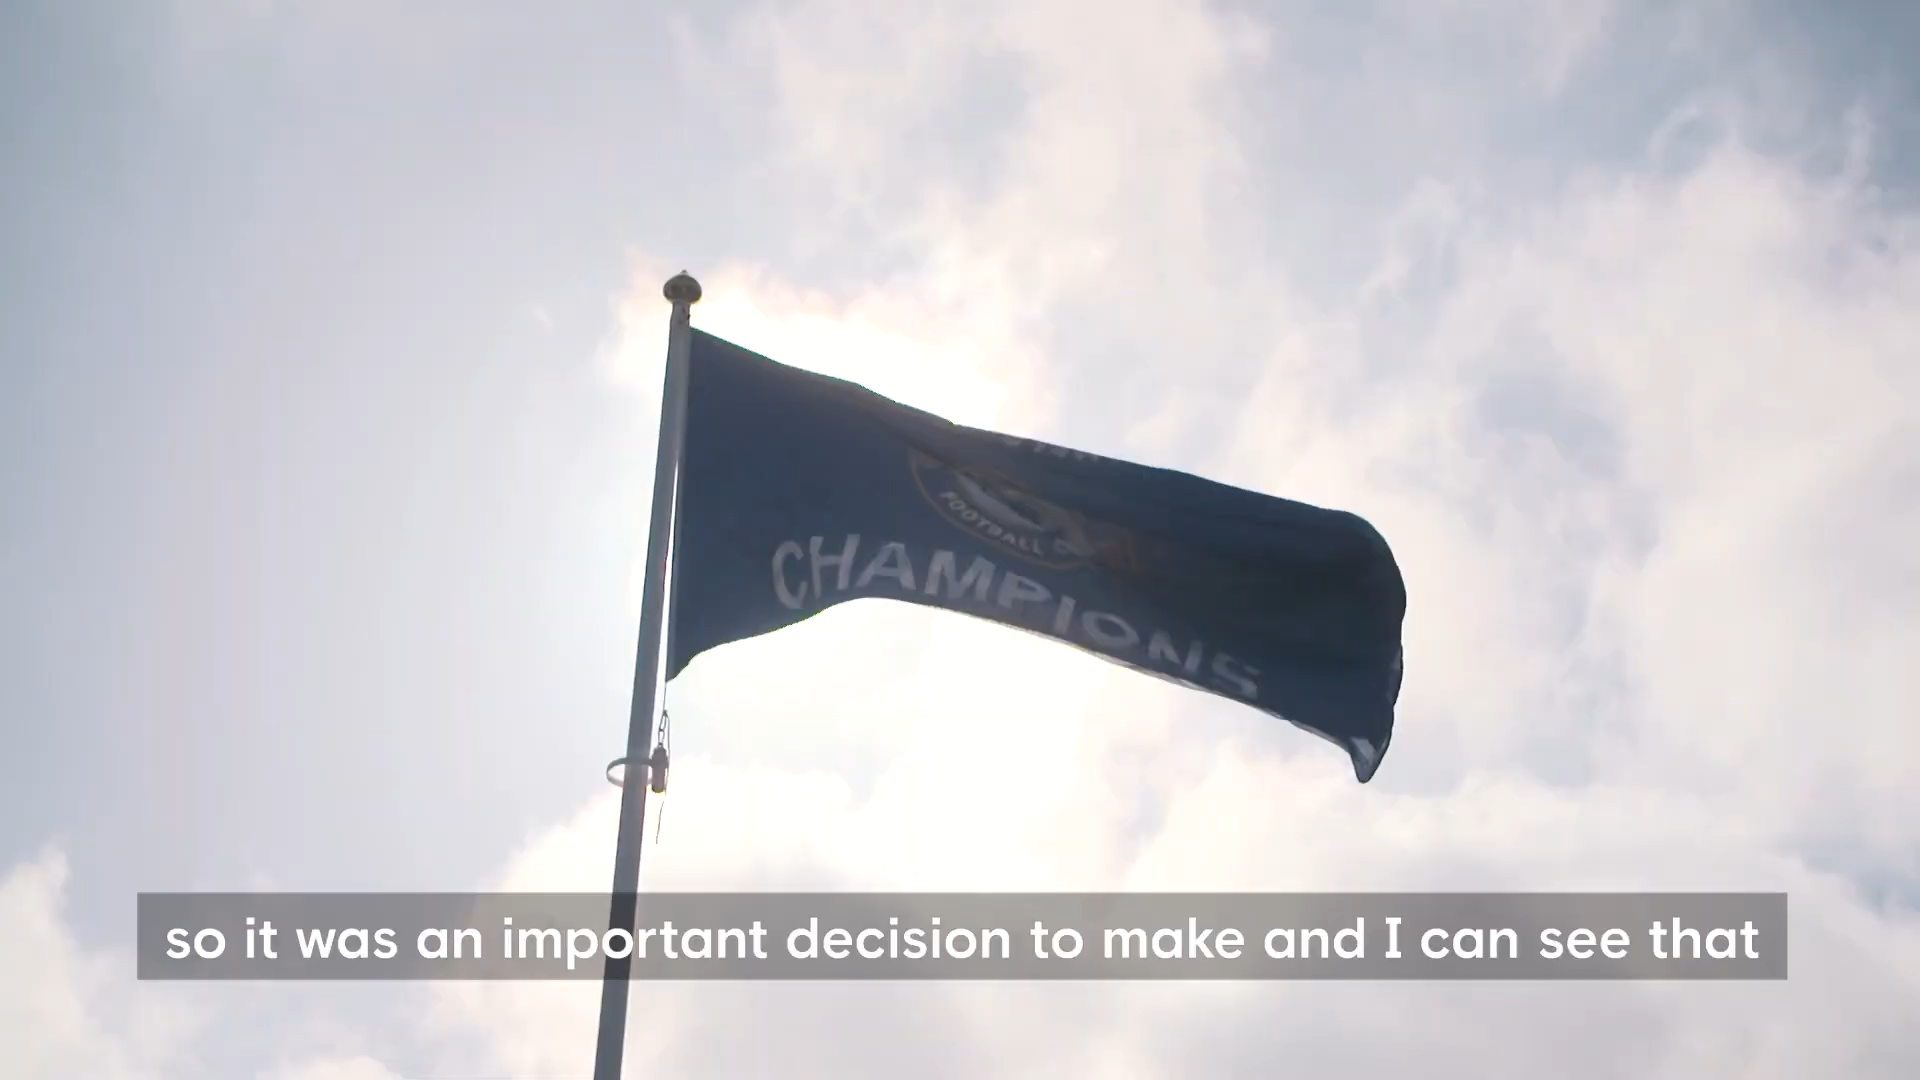 FOOTBALL
CHAMPIONS
so it was an important decision to make and I can see that